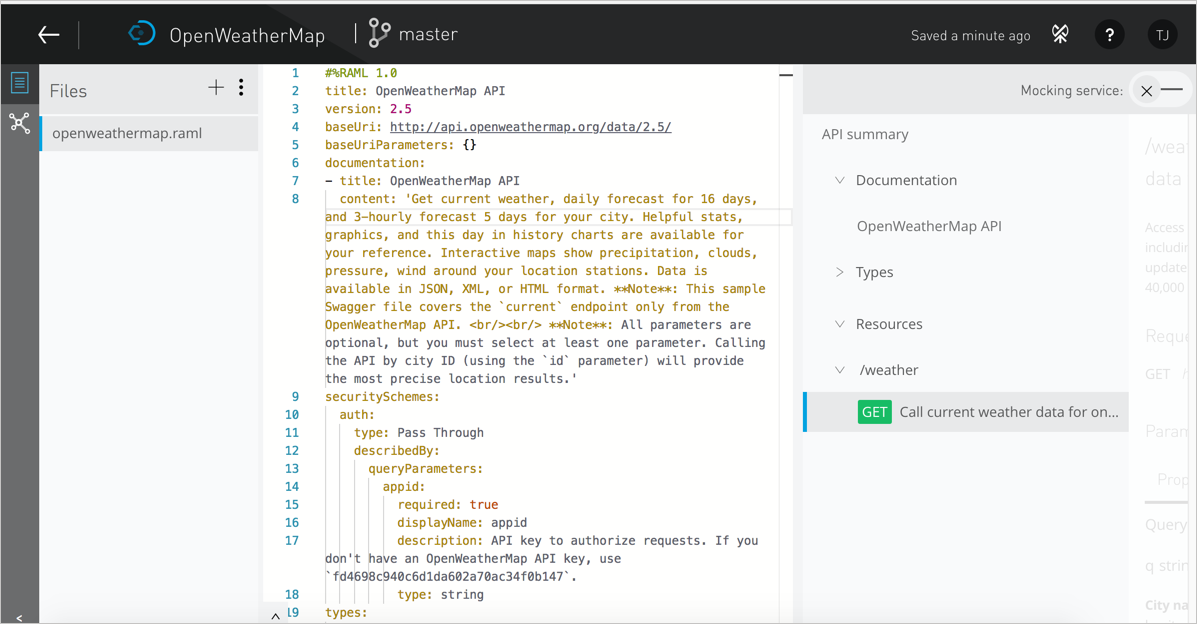 OpenWeatherMap
master
Saved a minute ago
?
TJ
Files
openweathermap.raml
1 #%RAML 1.0
2 title: OpenWeatherMap API
3 version: 2.5
4 baseUri: http://api.openweathermap.org/data/2.5/
5 baseUriParameters: {}
6 documentation:
7 - title: OpenWeatherMap API
8 content: 'Get current weather, daily forecast for 16 days,
and 3-hourly forecast 5 days for your city. Helpful stats,
graphics, and this day in history charts are available for
your reference. Interactive maps show precipitation, clouds,
pressure, wind around your location stations. Data is
available in JSON, XML, or HTML format. **Note**: This sample
Swagger file covers the `current` endpoint only from the
OpenWeatherMap API. <br/><br/> **Note**: All parameters are
optional, but you must select at least one parameter. Calling
the API by city ID (using the `id` parameter) will provide
the most precise location results.'
9 securitySchemes:
10 auth:
11 type: Pass Through
12 describedBy:
13 queryParameters:
14 appid:
15 required: true
16 displayName: appid
17 description: API key to authorize requests. If you
don't have an OpenWeatherMap API key, use
`fd4698c940c6d1da602a70ac34f0b147`.
18 type: string
19 types:
Mocking service:
API summary
Documentation
OpenWeatherMap API
Types
Resources
/weather
GET Call current weather data for on...
/wea
data
Access
includin
update
40,000
Reque
GET /
Param
Prop
Query
q strin
City na